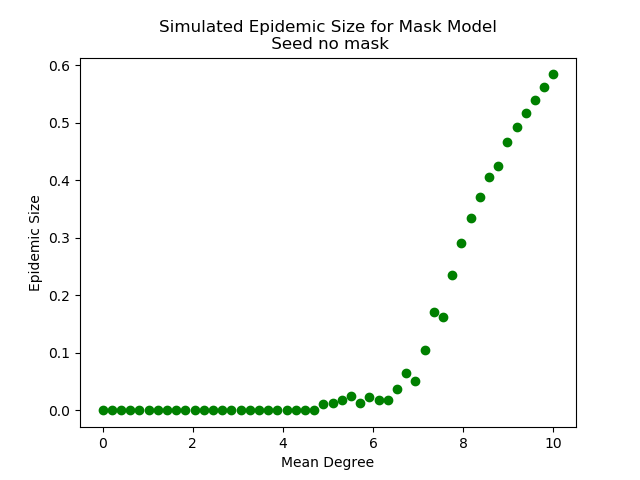 Simulated Epidemic Size for Mask Model
Seed no mask
0.6
0.5
0.4
0.3
0.2
0.1
0.0
Epidemic Size
0 2 4 6 8 10
Mean Degree